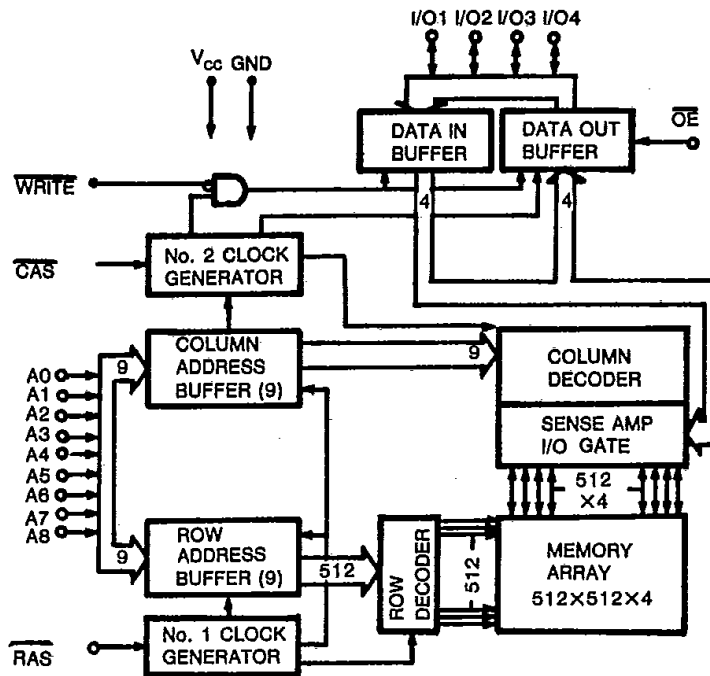 I/O1 I/O2 I/O3 I/O4
VCC GND
DATA IN
BUFFER
DATA OUT
BUFFER
OE
WRITE
4
4
CAS
No. 2 CLOCK
GENERATOR
COLUMN
ADDRESS
BUFFER (9)
9
9
COLUMN
DECODER
SENSE AMP
I/O GATE
A0
A1
A2
A3
A4
A5
A6
A7
A8
512
×4
9
ROW
ADDRESS
BUFFER (9)
512
ROW
DECODER
512
MEMORY
ARRAY
512×512×4
RAS
No. 1 CLOCK
GENERATOR